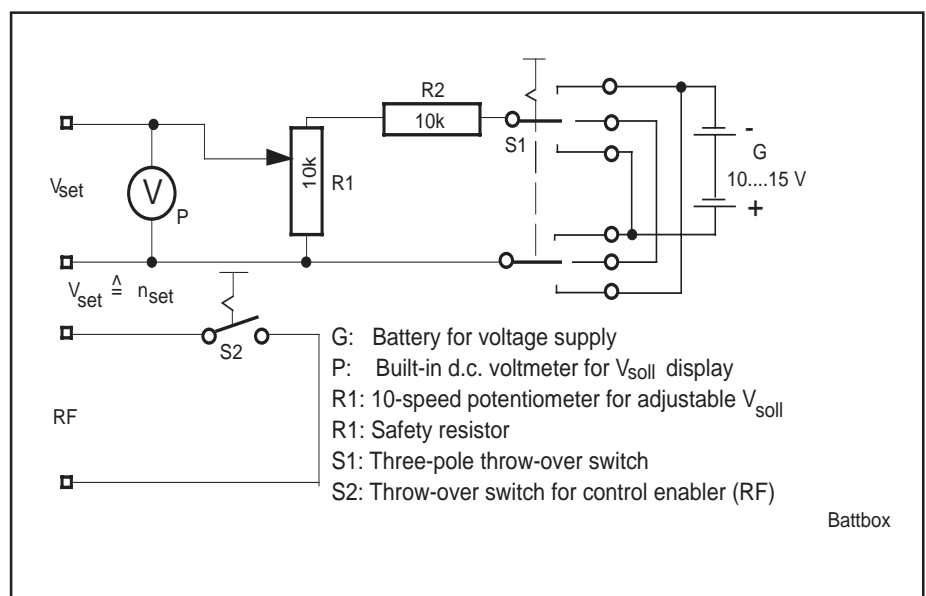 R2
10k
S1
-
G
10....15 V
+
V
P
10k
R1
Vset
Vset ≙ nset
S2
RF
G: Battery for voltage supply
P: Built-in d.c. voltmeter for Vsoll display
R1: 10-speed potentiometer for adjustable Vsoll
R1: Safety resistor
S1: Three-pole throw-over switch
S2: Throw-over switch for control enabler (RF)
Battbox